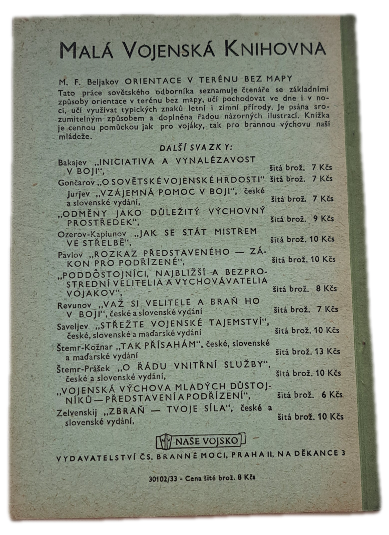 MALÁ VOJENSKÁ KNIHOVNA
M. F. Beljakov ORIENTACE V TERÉNU BEZ MAPY
Tato práce sovětského odborníka seznamuje čtenáře se základními
způsoby orientace v terénu bez mapy, učí pochodovat ve dne i v no-
ci, učí využívat typických znaků letní i zimní přírody. Je psána sro-
zumitelným způsobem a doplněna řadou názorných ilustrací. Knížka
je cennou pomůckou jak pro vojáky, tak pro brannou výchovu naší
mládeže.
DALŠÍ SVAZKY:
Bakajev „INICIATIVA A VYNALÉZAVOST
V BOJI", šitá brož. 7 Kčs
Gončarov „O SOVĚTSKÉ VOJENSKÉ HRDOSTI" šitá brož. 7 Kčs
Jurjev „VZÁJEMNÁ POMOC V BOJI", české
a slovenské vydání, šitá brož. 7 Kčs
„ODMĚNY JAKO DŮLEŽITÝ VÝCHOVNÝ
PROSTŘEDEK", šitá brož. 9 Kčs
Ozerov-Kaplunov „JAK SE STÁT MISTREM
VE STŘELBĚ", šitá brož. 10 Kčs
Pavlov „ROZKAZ PŘEDSTAVENÉHO — ZÁ-
KON PRO PODŘÍZENÉ", šitá brož. 10 Kčs
„PODDÔSTOJNÍCI, NAJBLIŽŠÍ A BEZPRO-
STREDNÍ VELITELIA A VYCHOVÁVATELIA
VOJAKOV", šitá brož. 8 Kčs
Revunov „VAŽ SI VELITELE A BRAŇ HO
V BOJI", české a slovenské vydání šitá brož. 7 Kčs
Saveljev „STŘEŽTE VOJENSKÉ TAJEMSTVÍ",
české, slovenské a maďarské vydání šitá brož. 10 Kčs
Štemr-Kožnar „TAK PŘÍSAHÁM", české, slovenské
a maďarské vydání šitá brož. 13 Kčs
Štemr-Prášek „O ŘÁDU VNITŘNÍ SLUŽBY",
české a slovenské vydání, šitá brož. 10 Kčs
„VOJENSKÁ VÝCHOVA MLADÝCH DŮSTOJ-
NÍKŮ — PŘEDSTAVENÍ A PODŘÍZENÍ", šitá brož. 6 Kčs
Zelvenskij „ZBRAŇ — TVOJE SÍLA", české a
slovenské vydání, šitá brož. 10 Kčs
NAŠE VOJSKO
VYDAVATELSTVÍ ČS. BRANNÉ MOCI, PRAHA II, NA DĚKANCE 3
30102/33 - Cena šité brož. 8 Kčs